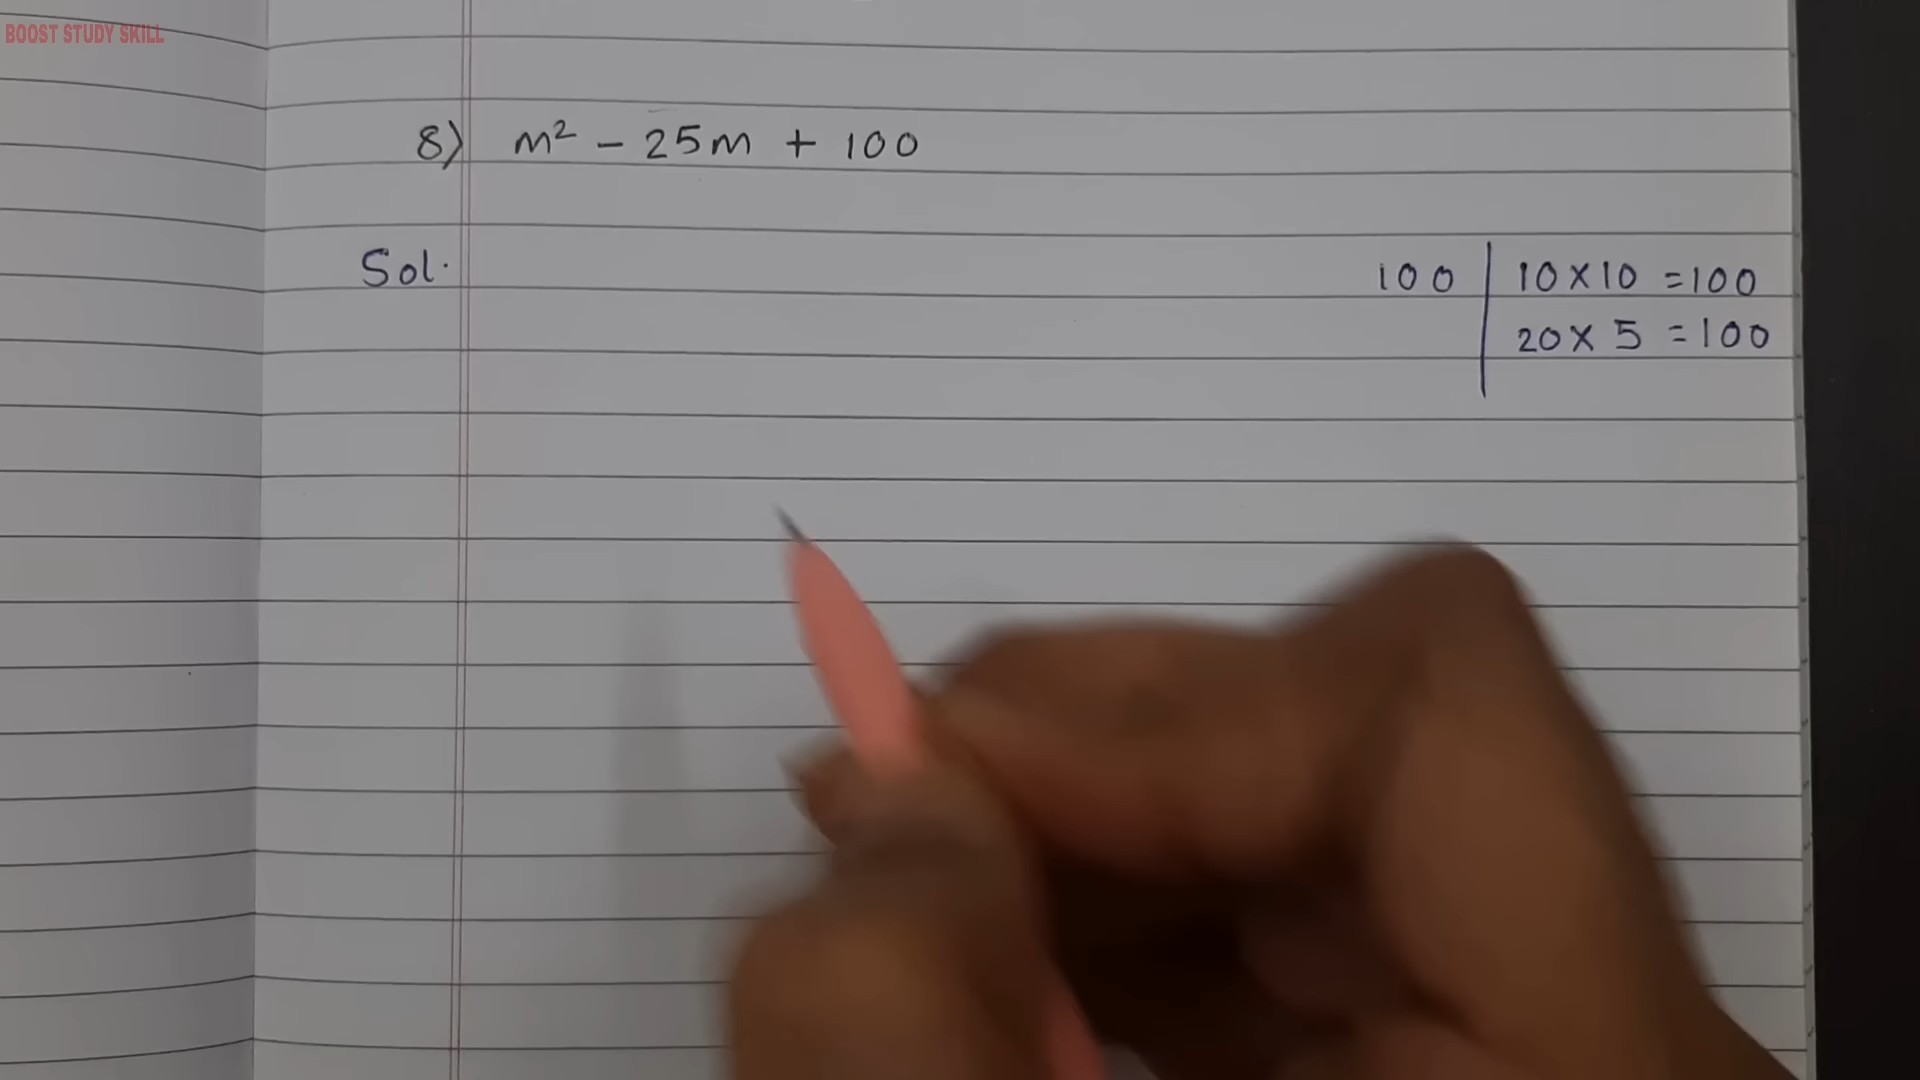 BOOST STUDY SKILL
8) m² - 25m + 100
Sol.
100 | 10 × 10 = 100
20 × 5 = 100